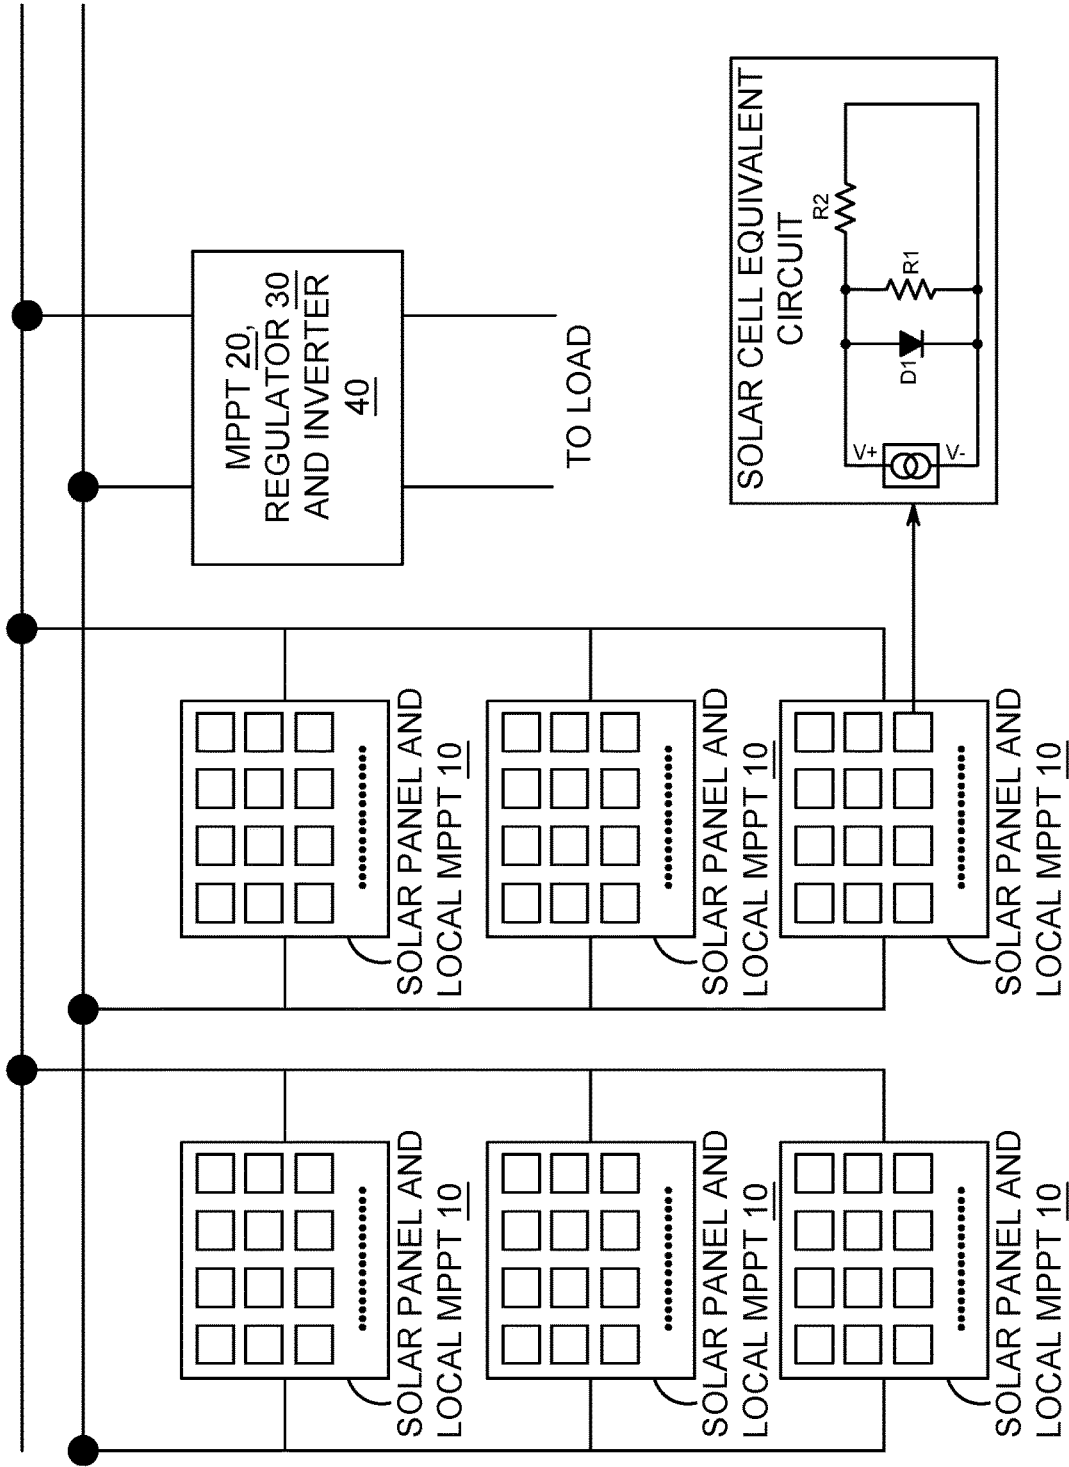 SOLAR PANEL AND
LOCAL MPPT 10
SOLAR PANEL AND
LOCAL MPPT 10
MPPT 20,
REGULATOR 30
AND INVERTER
40
TO LOAD
SOLAR PANEL AND
LOCAL MPPT 10
SOLAR PANEL AND
LOCAL MPPT 10
SOLAR CELL EQUIVALENT
CIRCUIT
V+
V-
D1
R1
R2
SOLAR PANEL AND
LOCAL MPPT 10
SOLAR PANEL AND
LOCAL MPPT 10